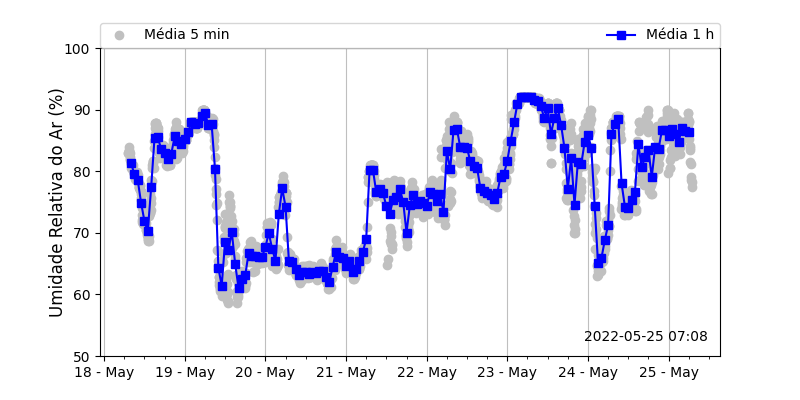 Média 5 min
Média 1 h
Umidade Relativa do Ar (%)
100
90
80
70
60
50
2022-05-25 07:08
18 - May
19 - May
20 - May
21 - May
22 - May
23 - May
24 - May
25 - May